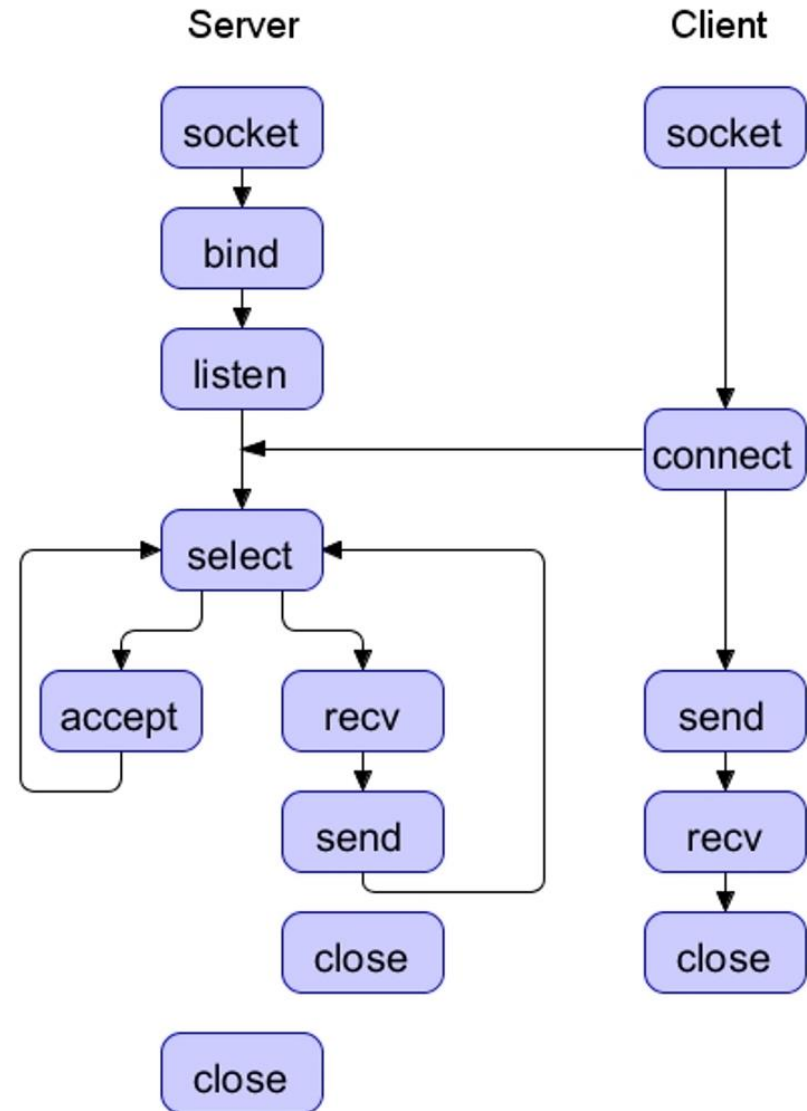 Server
Client
socket
socket
bind
listen
connect
select
accept
recv
send
send
recv
close
close
close